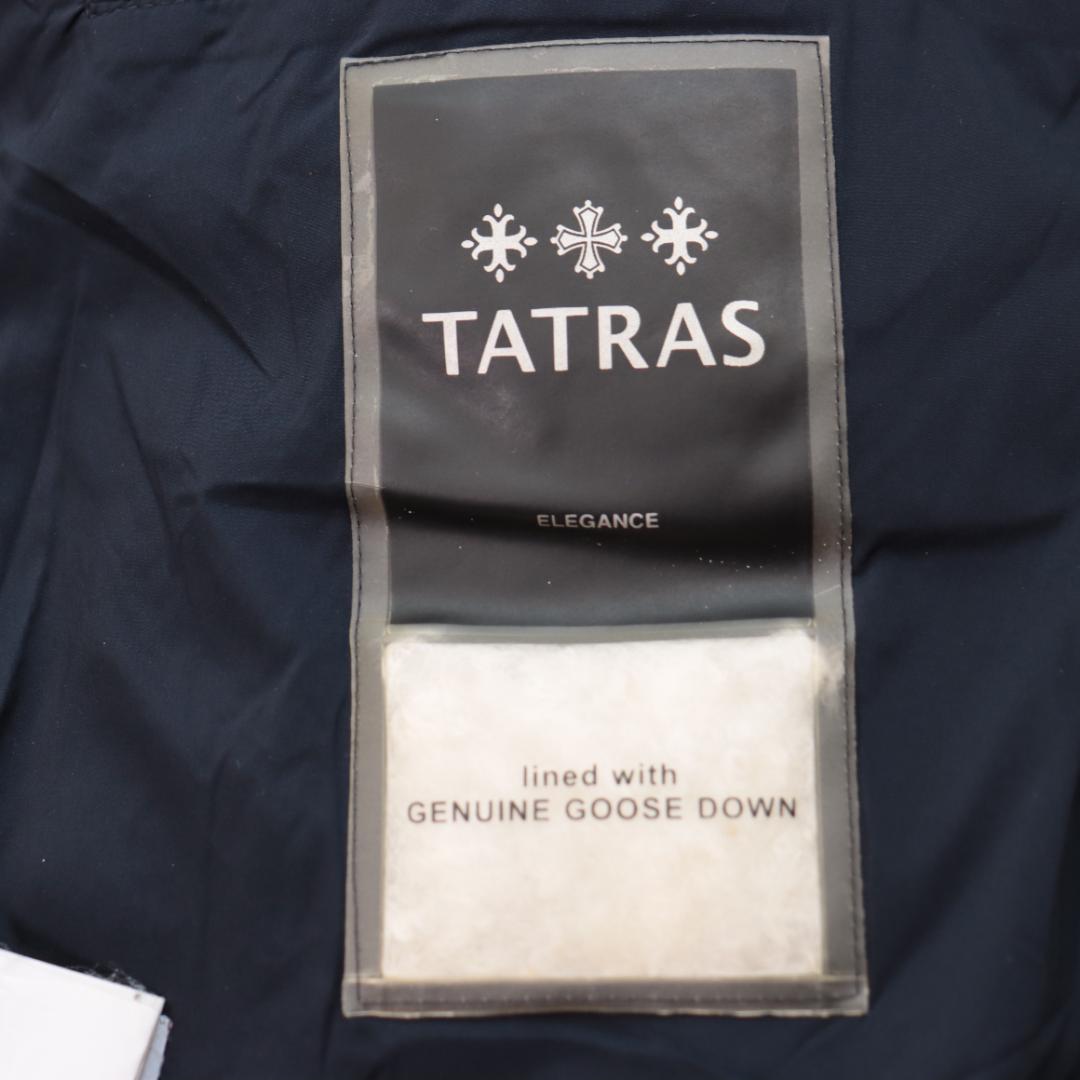 TATRAS
ELEGANCE
lined with
GENUINE GOOSE DOWN